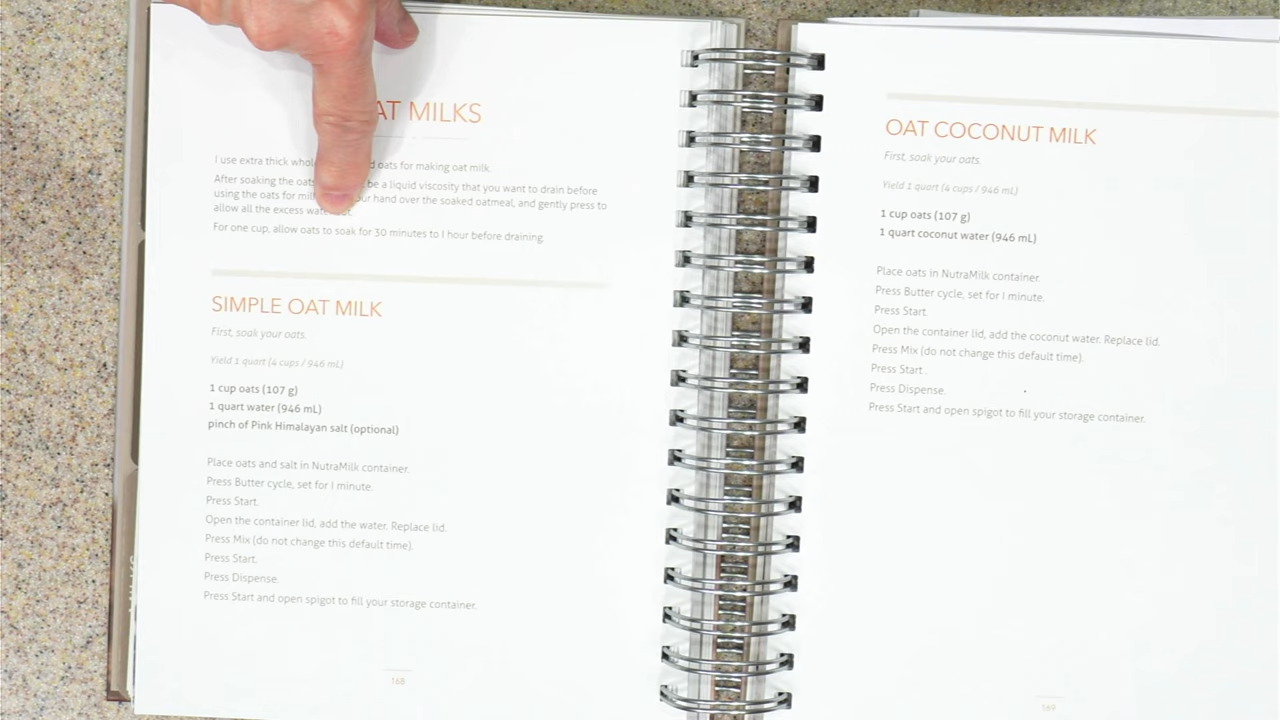 AT MILKS
I use extra thick d oats for making oat milk.
After soaking the oats be a liquid viscosity that you want to drain before
using the oats for hand over the soaked oatmeal, and gently press to
allow all the excess
For one cup, allow oats to soak for 30 minutes to 1 hour before draining.
SIMPLE OAT MILK
First, soak your oats.
Yield 1 quart (4 cups / 946 mL)
1 cup oats (107 g)
1 quart water (946 mL)
pinch of Pink Himalayan salt (optional)
Place oats and salt in NutraMilk container.
Press Butter cycle, set for 1 minute.
Press Start.
Open the container lid, add the water. Replace lid.
Press Mix (do not change this default time).
Press Start.
Press Dispense.
Press Start and open spigot to fill your storage container.
168
OAT COCONUT MILK
First, soak your oats.
Yield 1 quart (4 cups / 946 mL)
1 cup oats (107 g)
1 quart coconut water (946 mL)
Place oats in NutraMilk container.
Press Butter cycle, set for 1 minute.
Press Start.
Open the container lid, add the coconut water. Replace lid.
Press Mix (do not change this default time).
Press Start .
Press Dispense.
Press Start and open spigot to fill your storage container.
169